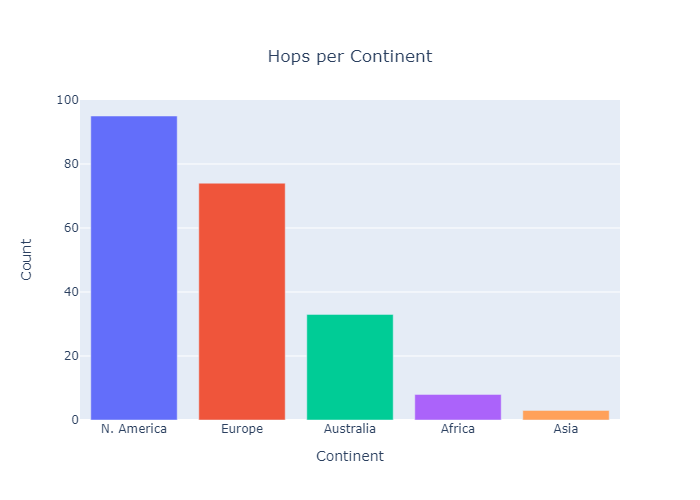 Hops per Continent
100
80
60
40
20
0
Count
N. America Europe Australia Africa Asia
Continent